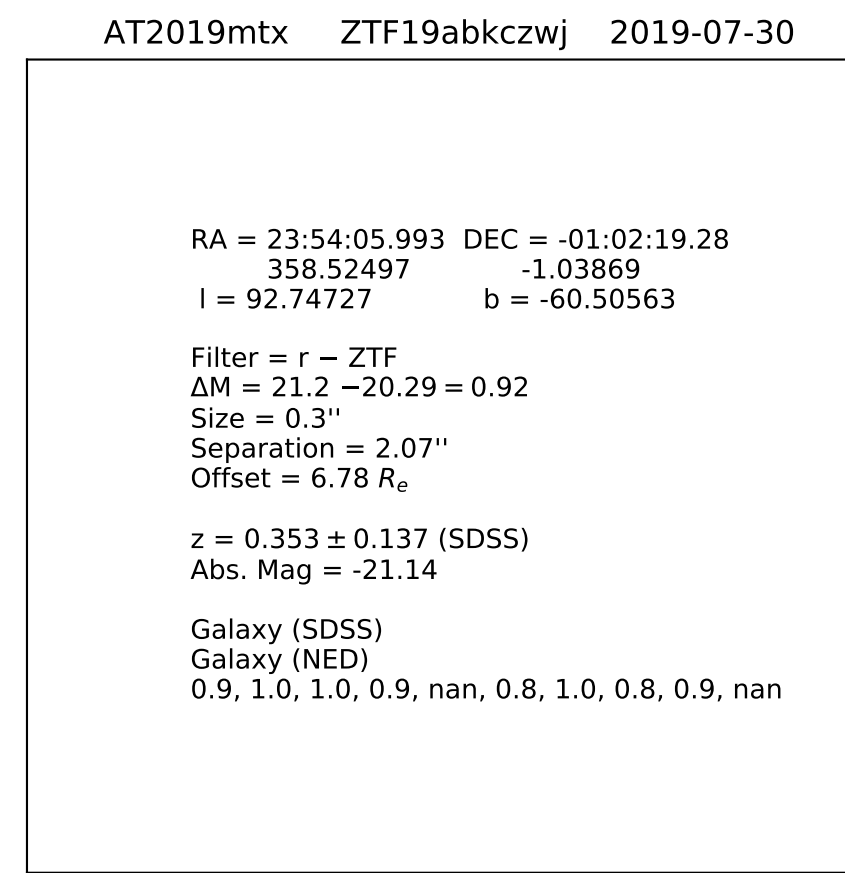 AT2019mtx ZTF19abkczwj 2019-07-30
RA = 23:54:05.993 DEC = -01:02:19.28
358.52497 -1.03869
l = 92.74727 b = -60.50563
Filter = r − ZTF
ΔM = 21.2 −20.29 = 0.92
Size = 0.3''
Separation = 2.07''
Offset = 6.78 Re
z = 0.353 ± 0.137 (SDSS)
Abs. Mag = -21.14
Galaxy (SDSS)
Galaxy (NED)
0.9, 1.0, 1.0, 0.9, nan, 0.8, 1.0, 0.8, 0.9, nan